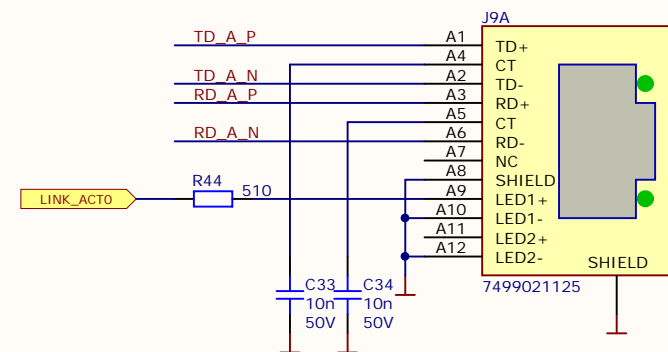 J9A
TD_A_P A1 TD+
A4 CT
TD_A_N A2 TD-
RD_A_P A3 RD+
A5 CT
RD_A_N A6 RD-
A7 NC
R44 A8 SHIELD
LINK_ACT0 510 A9 LED1+
A10 LED1-
A11 LED2+
A12 LED2-
SHIELD
C33 C34 7499021125
10n 10n
50V 50V